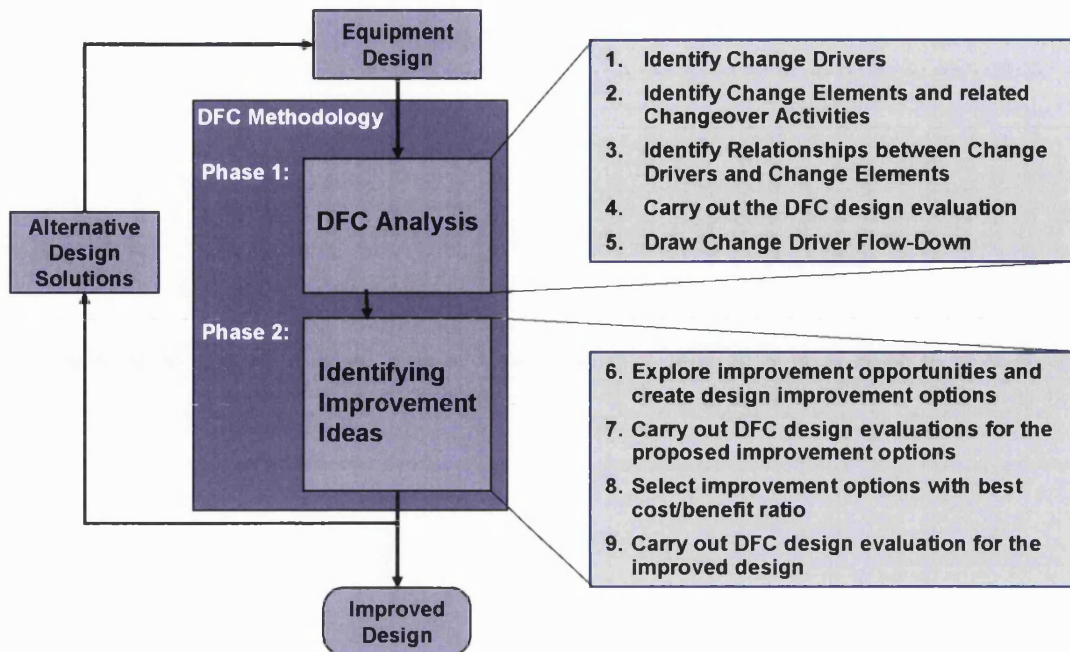 Equipment
Design
DFC Methodology
Phase 1:
DFC Analysis
Alternative
Design
Solutions
Phase 2:
Identifying
Improvement
Ideas
Improved
Design
1. Identify Change Drivers
2. Identify Change Elements and related
Changeover Activities
3. Identify Relationships between Change
Drivers and Change Elements
4. Carry out the DFC design evaluation
5. Draw Change Driver Flow-Down
6. Explore improvement opportunities and
create design improvement options
7. Carry out DFC design evaluations for the
proposed improvement options
8. Select improvement options with best
cost/benefit ratio
9. Carry out DFC design evaluation for the
improved design